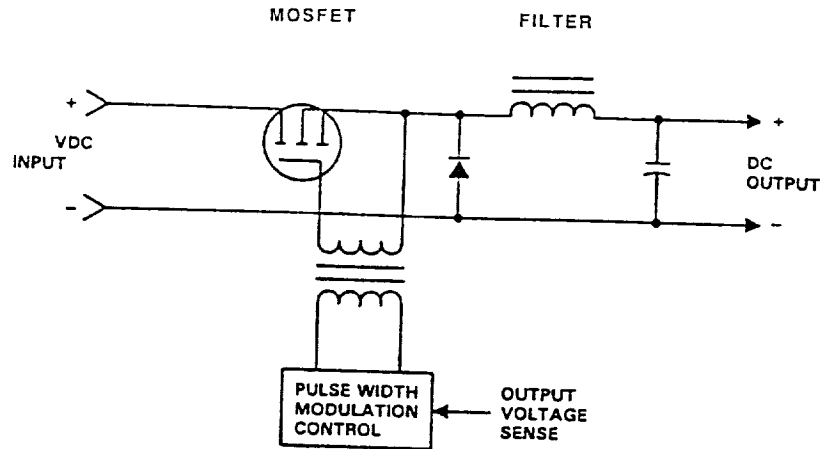 MOSFET
FILTER
+
VDC
INPUT
-
+
DC
OUTPUT
-
PULSE WIDTH
MODULATION
CONTROL
OUTPUT
VOLTAGE
SENSE